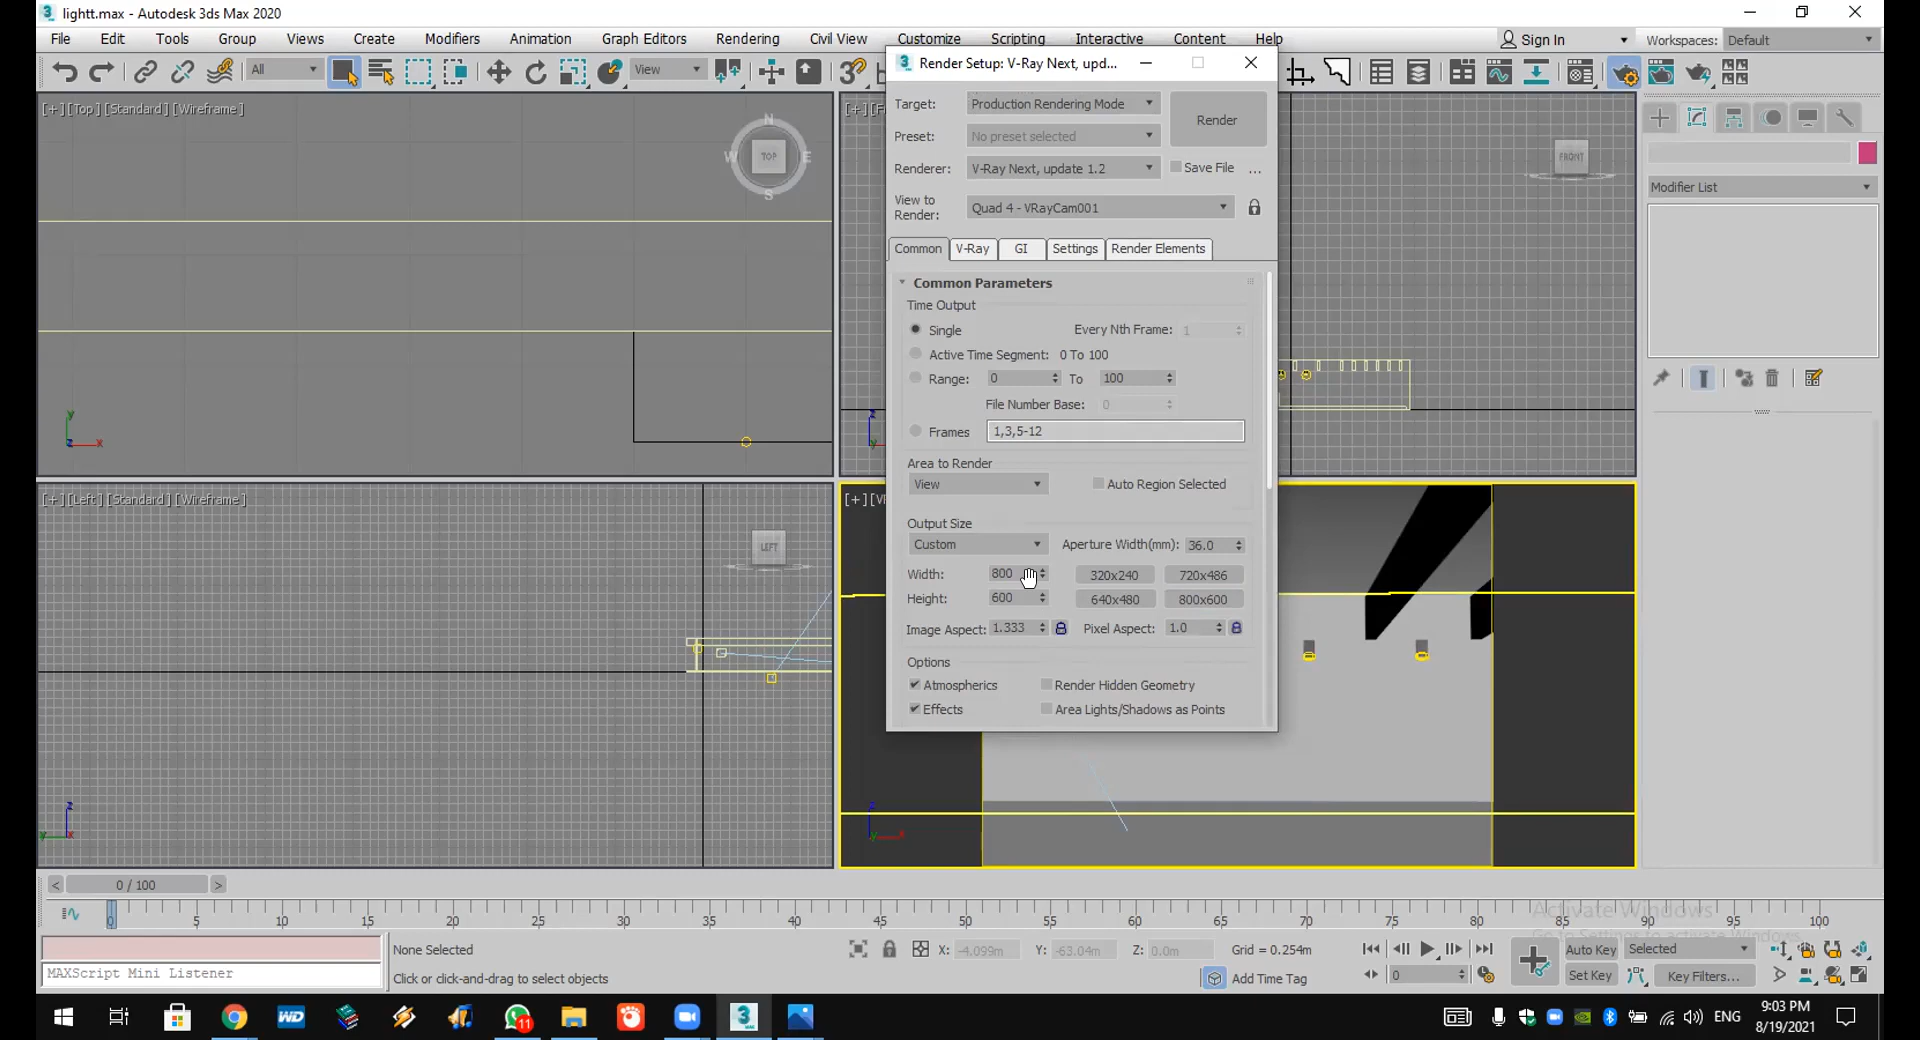 lightt.max - Autodesk 3ds Max 2020
File Edit Tools Group Views Create Modifiers Animation Graph Editors Rendering Civil View Customize Scripting Interactive Content Help
Sign In
Workspaces: Default
All
View
[+] [Top] [Standard] [Wireframe]
N
W TOP E
S
y
z x
[+] [F
FRONT
z
y
[+] [Left] [Standard] [Wireframe]
LEFT
z
y x
[+] [V
z
y x
Render Setup: V-Ray Next, upd...
Target: Production Rendering Mode
Render
Preset: No preset selected
Renderer: V-Ray Next, update 1.2
Save File ...
View to Render: Quad 4 - VRayCam001
Common V-Ray GI Settings Render Elements
Common Parameters
Time Output
Single Every Nth Frame: 1
Active Time Segment: 0 To 100
Range: 0 To 100
File Number Base: 0
Frames 1,3,5-12
Area to Render
View Auto Region Selected
Output Size
Custom Aperture Width(mm): 36.0
Width: 800 320x240 720x486
Height: 600 640x480 800x600
Image Aspect: 1.333 Pixel Aspect: 1.0
Options
Atmospherics Render Hidden Geometry
Effects Area Lights/Shadows as Points
Modifier List
< 0 / 100 >
0 5 10 15 20 25 30 35 40 45 50 55 60 65 70 75 80 85 90 95 100
Activate Windows
Go to Settings to activate Windows.
None Selected
X: -4.099m Y: -63.04m Z: 0.0m Grid = 0.254m
Auto Key Selected
MAXScript Mini Listener
Click or click-and-drag to select objects
Add Time Tag
0
Set Key Key Filters...
WD
11
3
MAX
ENG
9:03 PM
8/19/2021